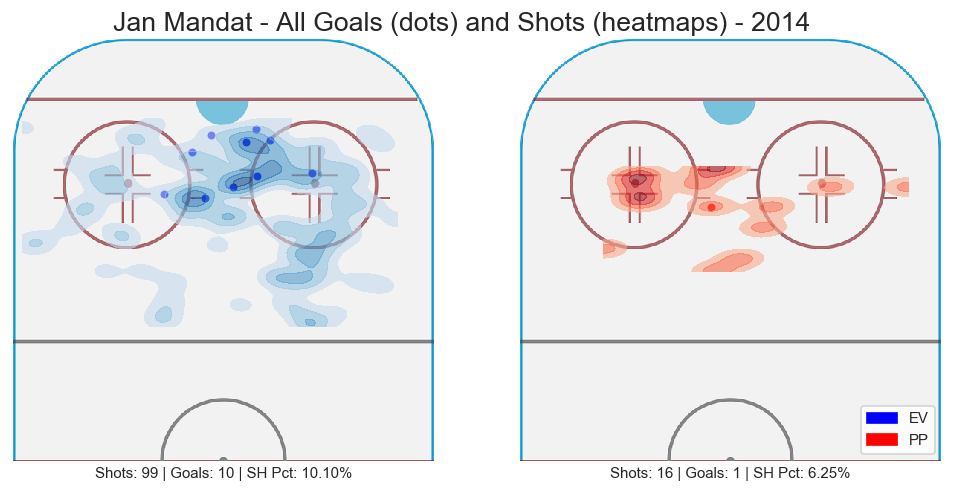 Jan Mandat - All Goals (dots) and Shots (heatmaps) - 2014
EV
PP
Shots: 99 | Goals: 10 | SH Pct: 10.10%
Shots: 16 | Goals: 1 | SH Pct: 6.25%